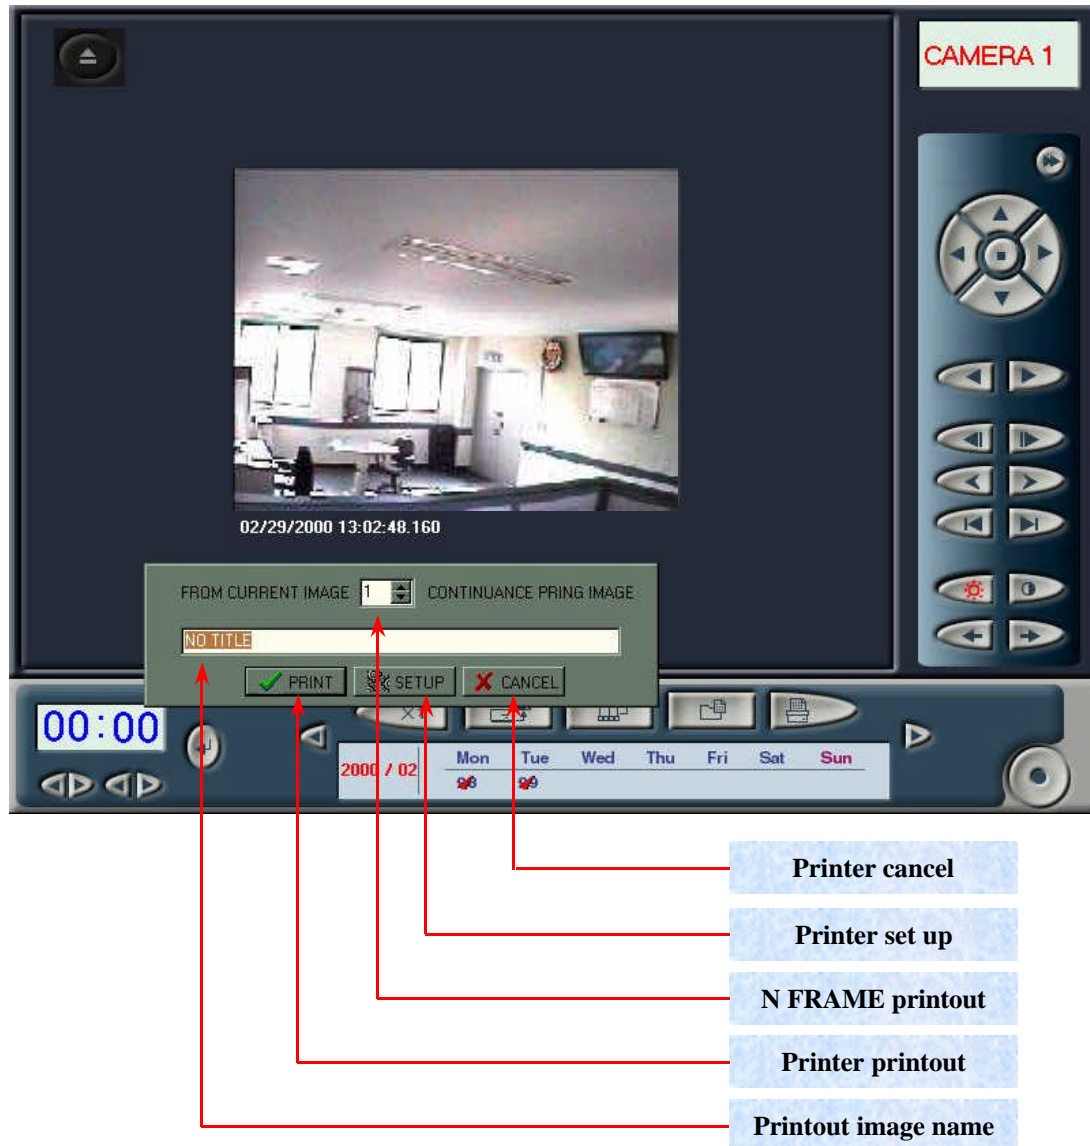 CAMERA 1
02/29/2000 13:02:48.160
FROM CURRENT IMAGE 1 CONTINUANCE PRING IMAGE
NO TITLE
PRINT SETUP CANCEL
00:00
2000 / 02 Mon Tue Wed Thu Fri Sat Sun
Printer cancel
Printer set up
N FRAME printout
Printer printout
Printout image name